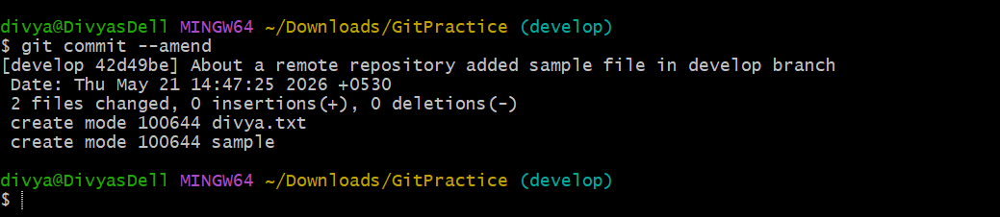 divya@DivyasDell MINGW64 ~/Downloads/GitPractice (develop)
$ git commit --amend
[develop 42d49be] About a remote repository added sample file in develop branch
 Date: Thu May 21 14:47:25 2026 +0530
 2 files changed, 0 insertions(+), 0 deletions(-)
 create mode 100644 divya.txt
 create mode 100644 sample

divya@DivyasDell MINGW64 ~/Downloads/GitPractice (develop)
$